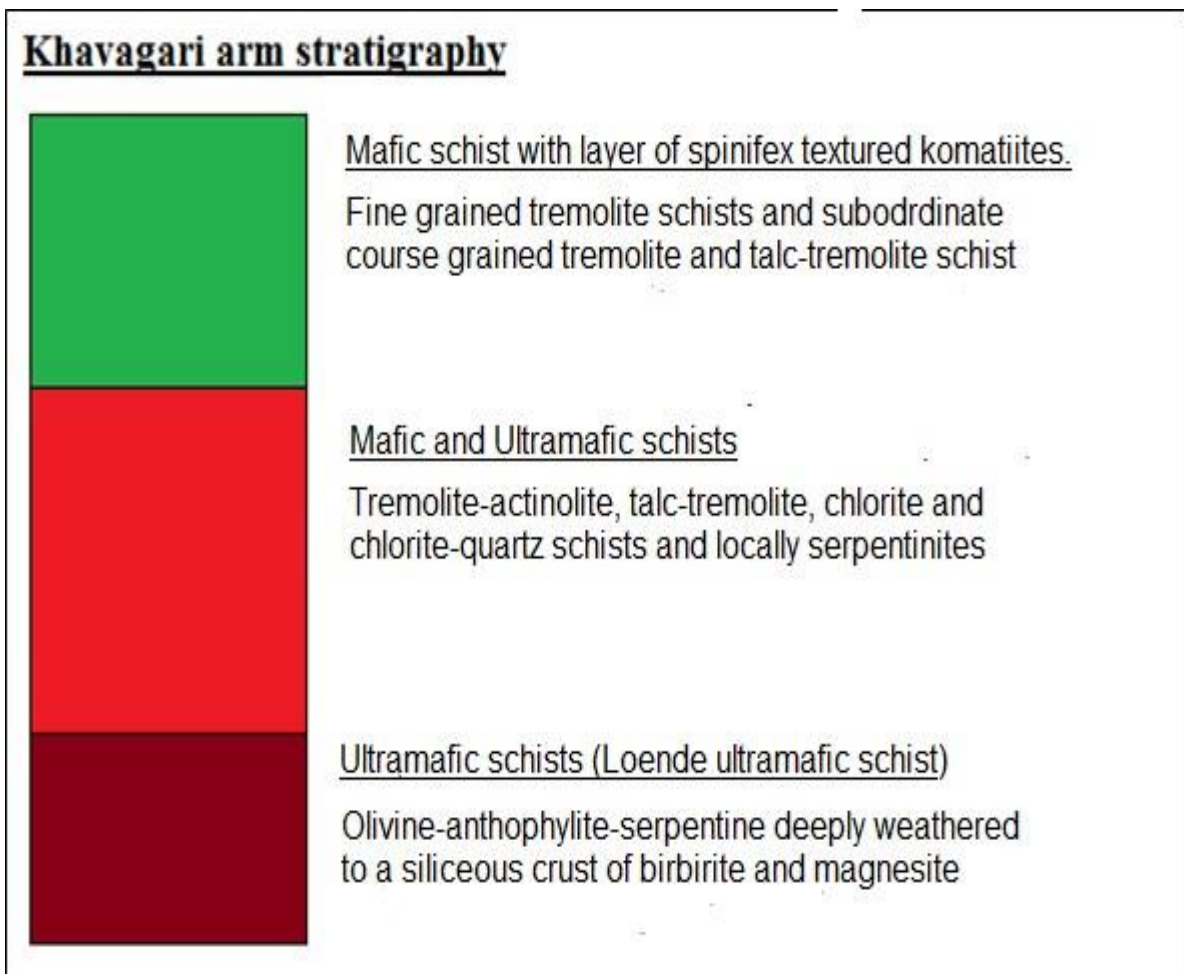 Khavagari arm stratigraphy
Mafic schist with layer of spinifex textured komatiites.
Fine grained tremolite schists and subodrdinate
course grained tremolite and talc-tremolite schist
Mafic and Ultramafic schists
Tremolite-actinolite, talc-tremolite, chlorite and
chlorite-quartz schists and locally serpentinites
Ultramafic schists (Loende ultramafic schist)
Olivine-anthophylite-serpentine deeply weathered
to a siliceous crust of birbirite and magnesite